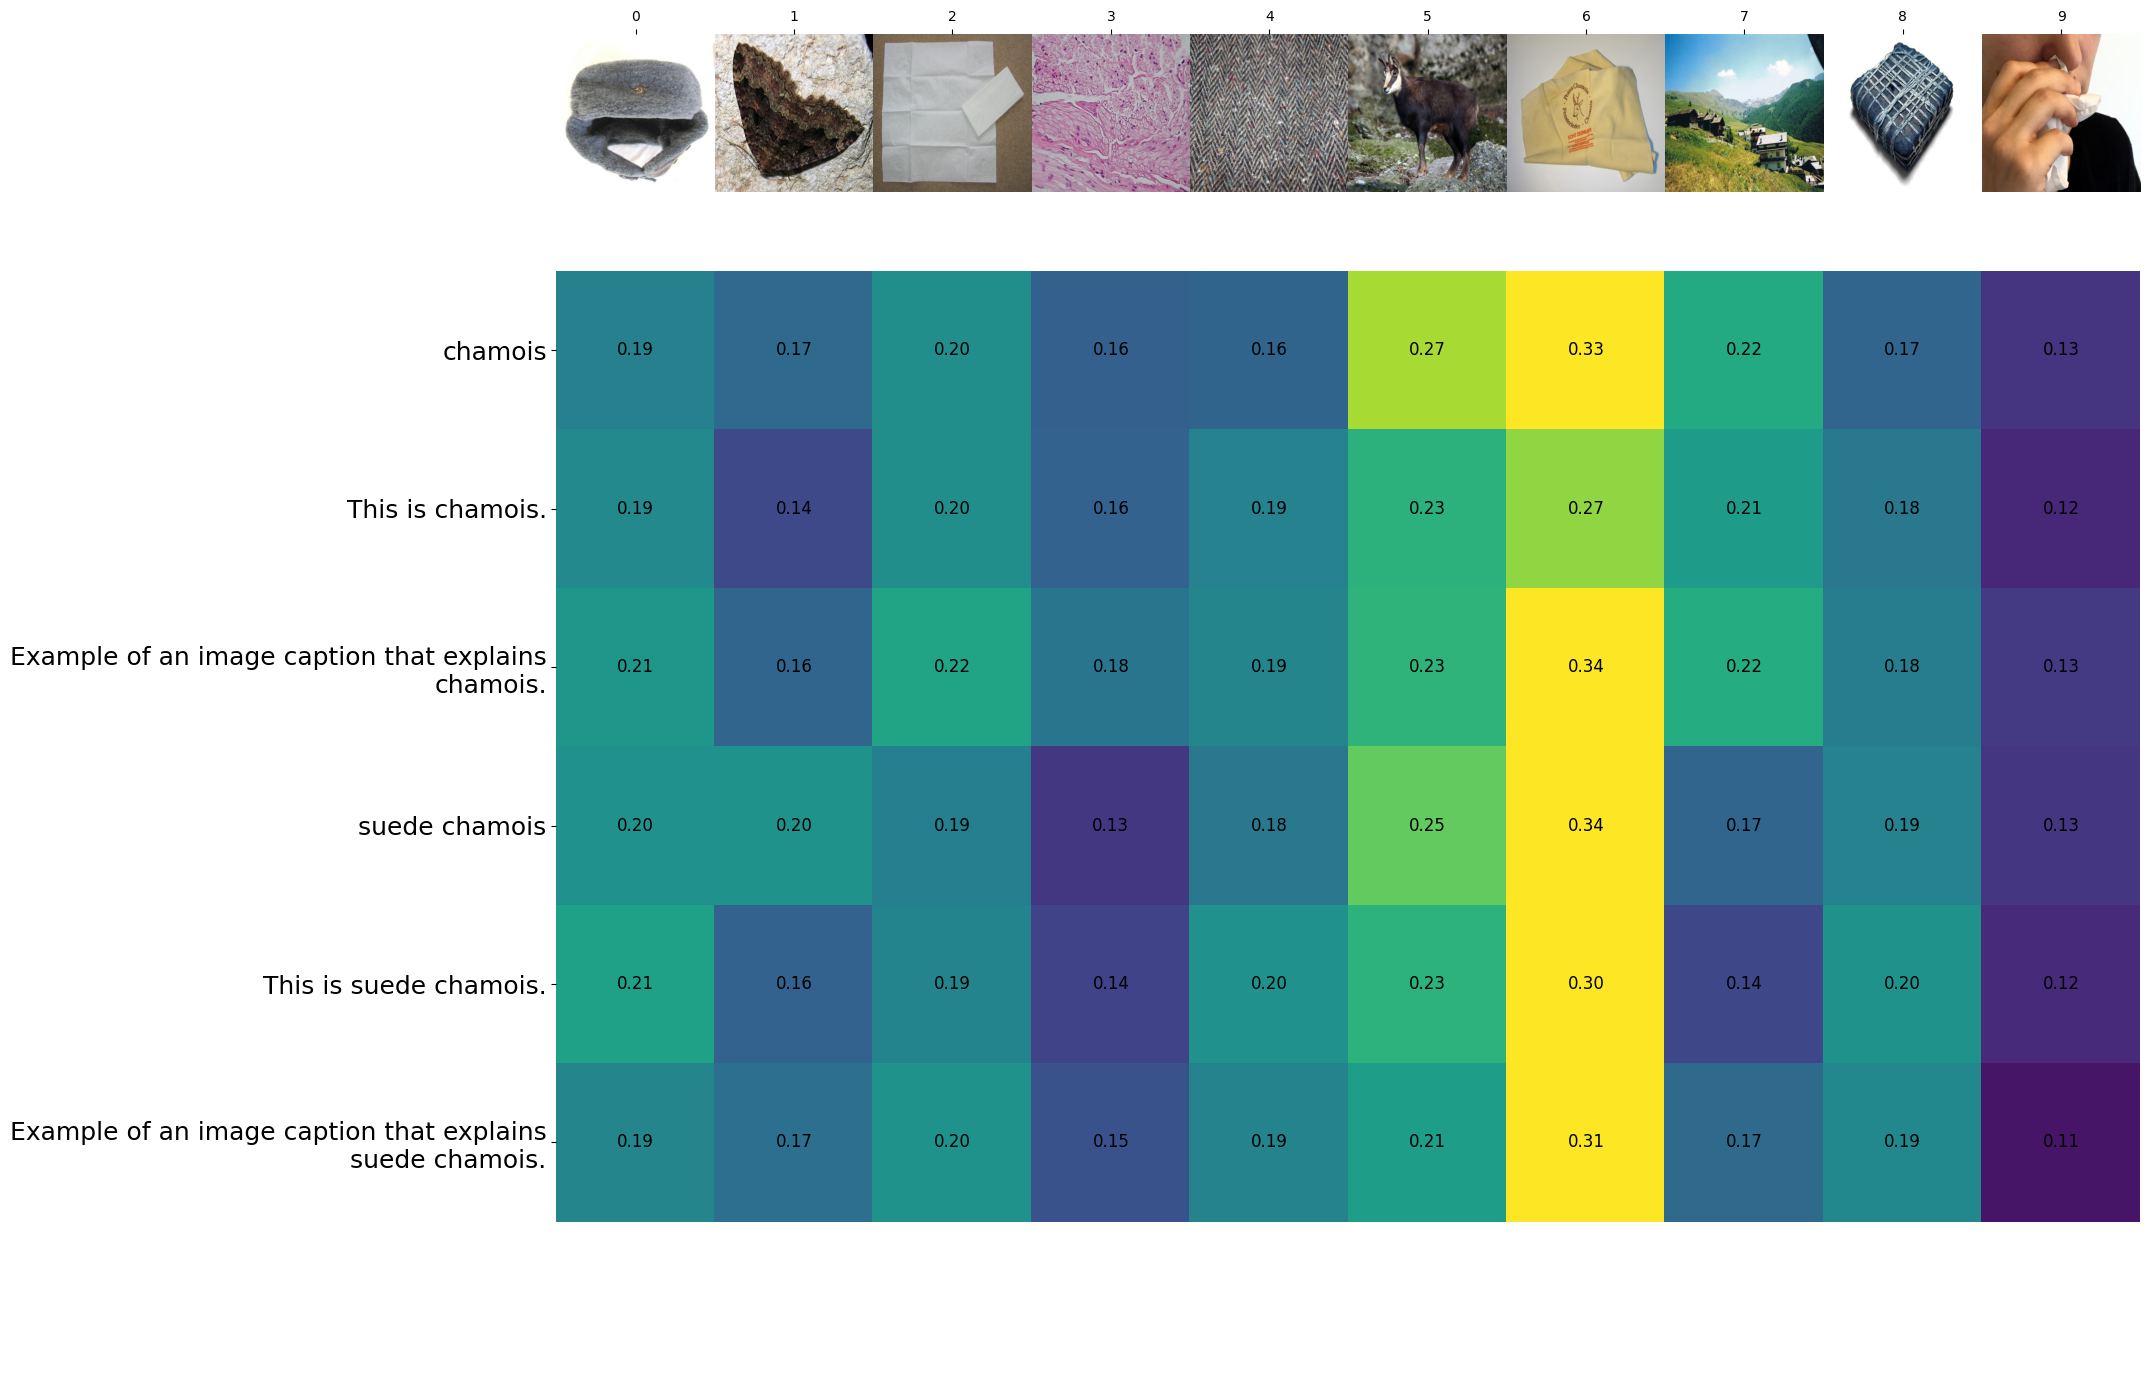 0 1 2 3 4 5 6 7 8 9
chamois 0.19 0.17 0.20 0.16 0.16 0.27 0.33 0.22 0.17 0.13
This is chamois. 0.19 0.14 0.20 0.16 0.19 0.23 0.27 0.21 0.18 0.12
Example of an image caption that explains
chamois. 0.21 0.16 0.22 0.18 0.19 0.23 0.34 0.22 0.18 0.13
suede chamois 0.20 0.20 0.19 0.13 0.18 0.25 0.34 0.17 0.19 0.13
This is suede chamois. 0.21 0.16 0.19 0.14 0.20 0.23 0.30 0.14 0.20 0.12
Example of an image caption that explains
suede chamois. 0.19 0.17 0.20 0.15 0.19 0.21 0.31 0.17 0.19 0.11